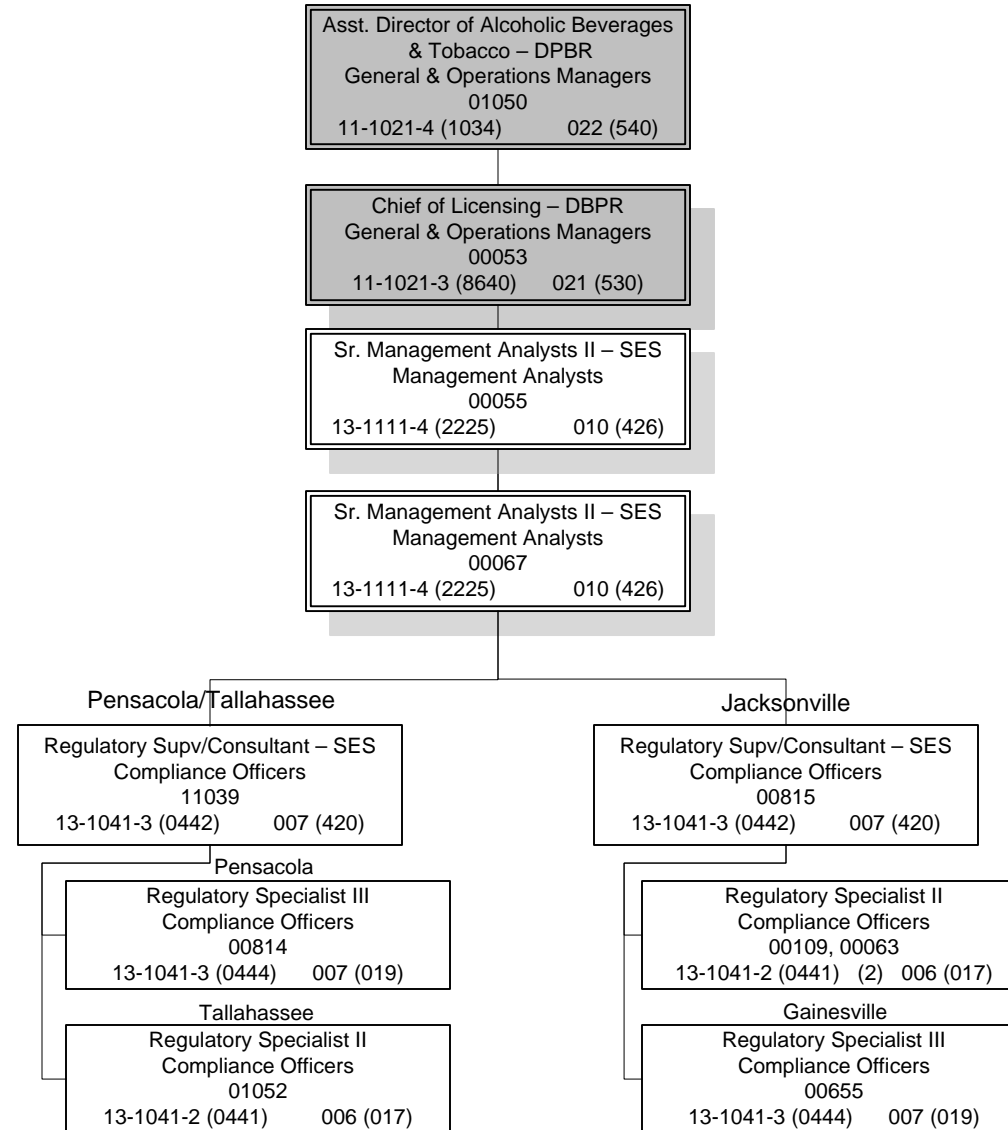 Asst. Director of Alcoholic Beverages
& Tobacco – DPBR
General & Operations Managers
01050
11-1021-4 (1034) 022 (540)
Chief of Licensing – DBPR
General & Operations Managers
00053
11-1021-3 (8640) 021 (530)
Sr. Management Analysts II – SES
Management Analysts
00055
13-1111-4 (2225) 010 (426)
Sr. Management Analysts II – SES
Management Analysts
00067
13-1111-4 (2225) 010 (426)
Pensacola/Tallahassee
Regulatory Supv/Consultant – SES
Compliance Officers
11039
13-1041-3 (0442) 007 (420)
Pensacola
Regulatory Specialist III
Compliance Officers
00814
13-1041-3 (0444) 007 (019)
Tallahassee
Regulatory Specialist II
Compliance Officers
01052
13-1041-2 (0441) 006 (017)
Jacksonville
Regulatory Supv/Consultant – SES
Compliance Officers
00815
13-1041-3 (0442) 007 (420)
Regulatory Specialist II
Compliance Officers
00109, 00063
13-1041-2 (0441) (2) 006 (017)
Gainesville
Regulatory Specialist III
Compliance Officers
00655
13-1041-3 (0444) 007 (019)